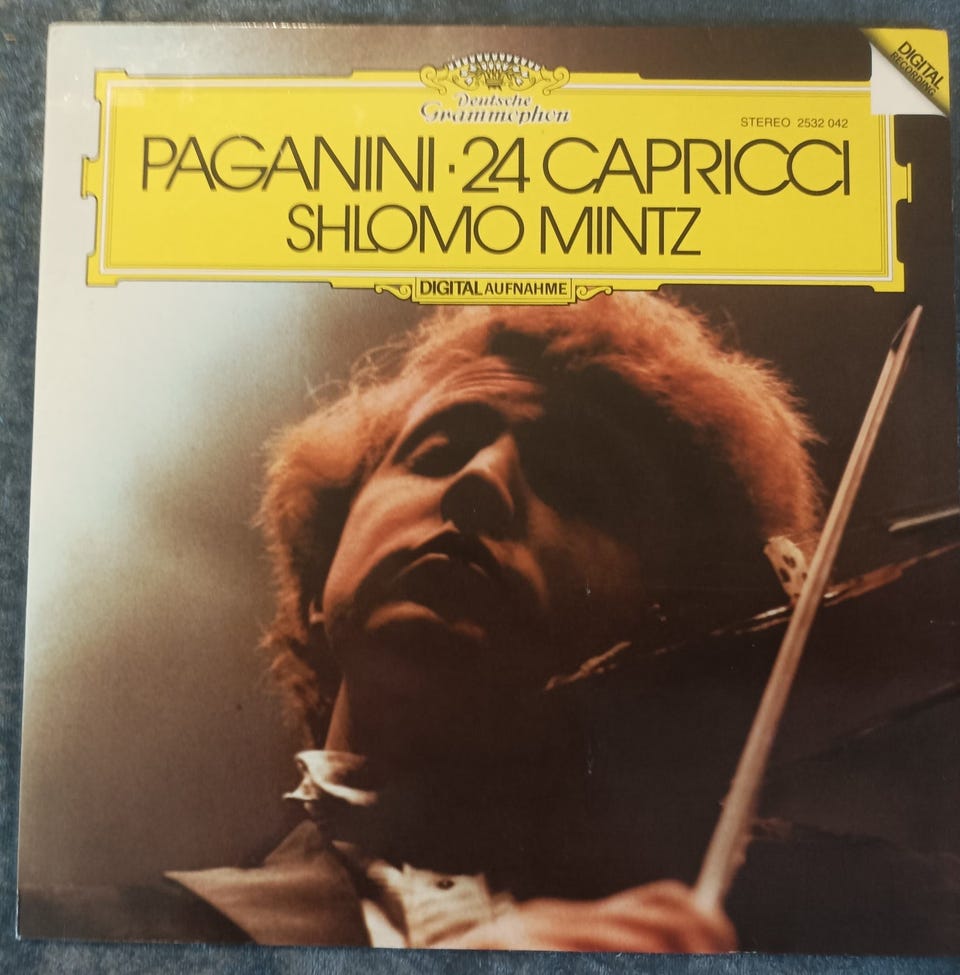 DIGITAL
RECORDING
Deutsche
Grammophon
STEREO 2532 042
PAGANINI · 24 CAPRICCI
SHLOMO MINTZ
DIGITAL AUFNAHME